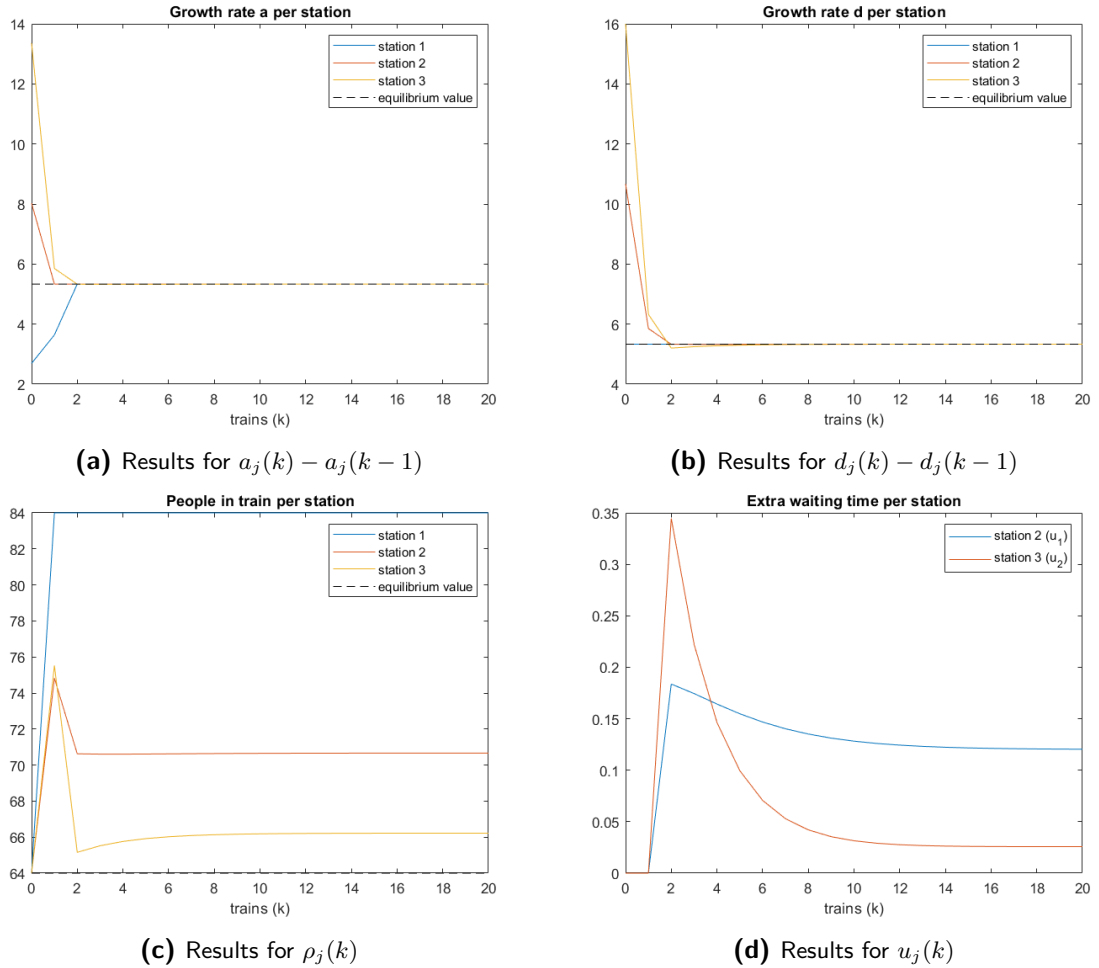 Growth rate a per station
14
12
10
8
6
4
2
0 2 4 6 8 10 12 14 16 18 20
trains (k)
station 1
station 2
station 3
equilibrium value
(a) Results for a_j(k) − a_j(k − 1)
Growth rate d per station
16
14
12
10
8
6
4
0 2 4 6 8 10 12 14 16 18 20
trains (k)
station 1
station 2
station 3
equilibrium value
(b) Results for d_j(k) − d_j(k − 1)
People in train per station
84
82
80
78
76
74
72
70
68
66
64
0 2 4 6 8 10 12 14 16 18 20
trains (k)
station 1
station 2
station 3
equilibrium value
(c) Results for ρ_j(k)
Extra waiting time per station
0.35
0.3
0.25
0.2
0.15
0.1
0.05
0
0 2 4 6 8 10 12 14 16 18 20
trains (k)
station 2 (u_1)
station 3 (u_2)
(d) Results for u_j(k)